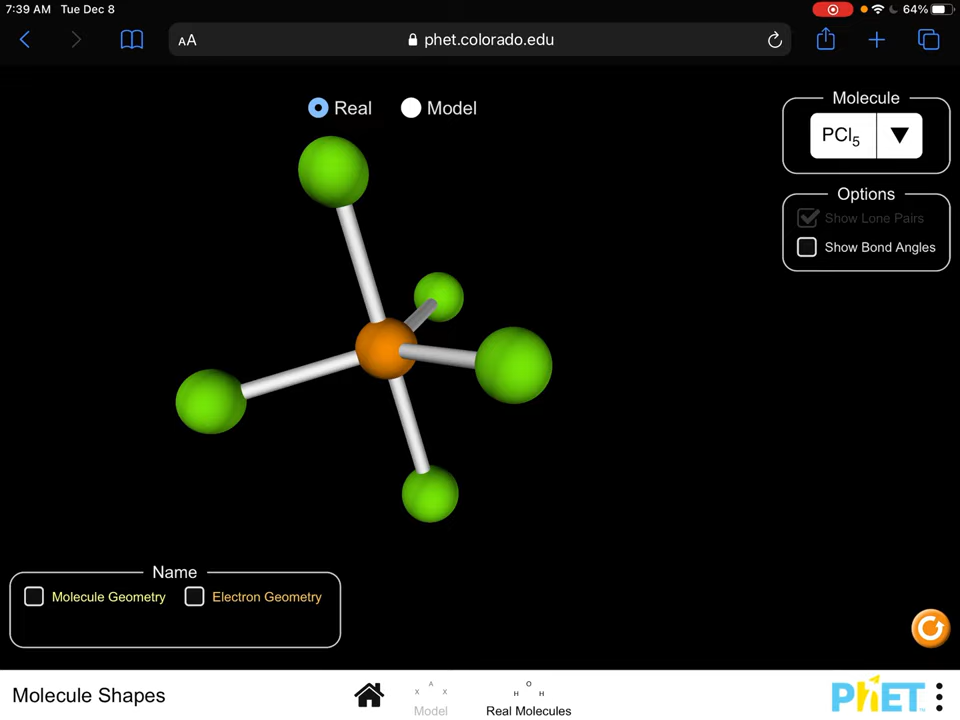 7:39 AM Tue Dec 8
64%
AA
phet.colorado.edu
Real
Model
Molecule
PCl5
Options
Show Lone Pairs
Show Bond Angles
Name
Molecule Geometry
Electron Geometry
Molecule Shapes
A
X X
Model
O
H H
Real Molecules
PhET